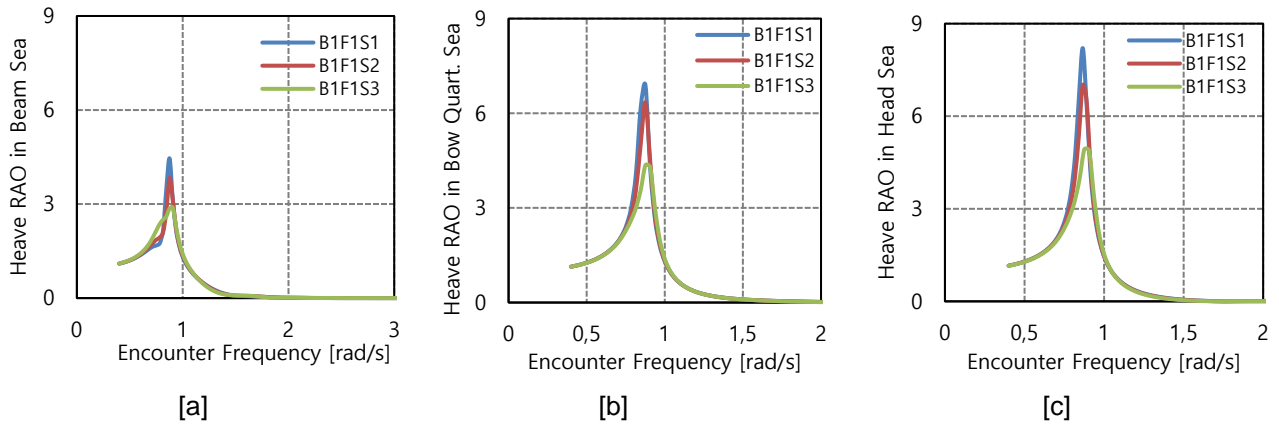 Heave RAO in Beam Sea
9
6
3
0
B1F1S1
B1F1S2
B1F1S3
0
1
2
3
Encounter Frequency [rad/s]
[a]
Heave RAO in Bow Quart. Sea
9
6
3
0
B1F1S1
B1F1S2
B1F1S3
0
0,5
1
1,5
2
Encounter Frequency [rad/s]
[b]
Heave RAO in Head Sea
9
6
3
0
B1F1S1
B1F1S2
B1F1S3
0
0,5
1
1,5
2
Encounter Frequency [rad/s]
[c]